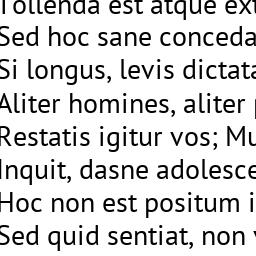 Tollenda est atque ext
Sed hoc sane conceda
Si longus, levis dictata
Aliter homines, aliter
Restatis igitur vos; Mu
Inquit, dasne adolesce
Hoc non est positum i
Sed quid sentiat, non v